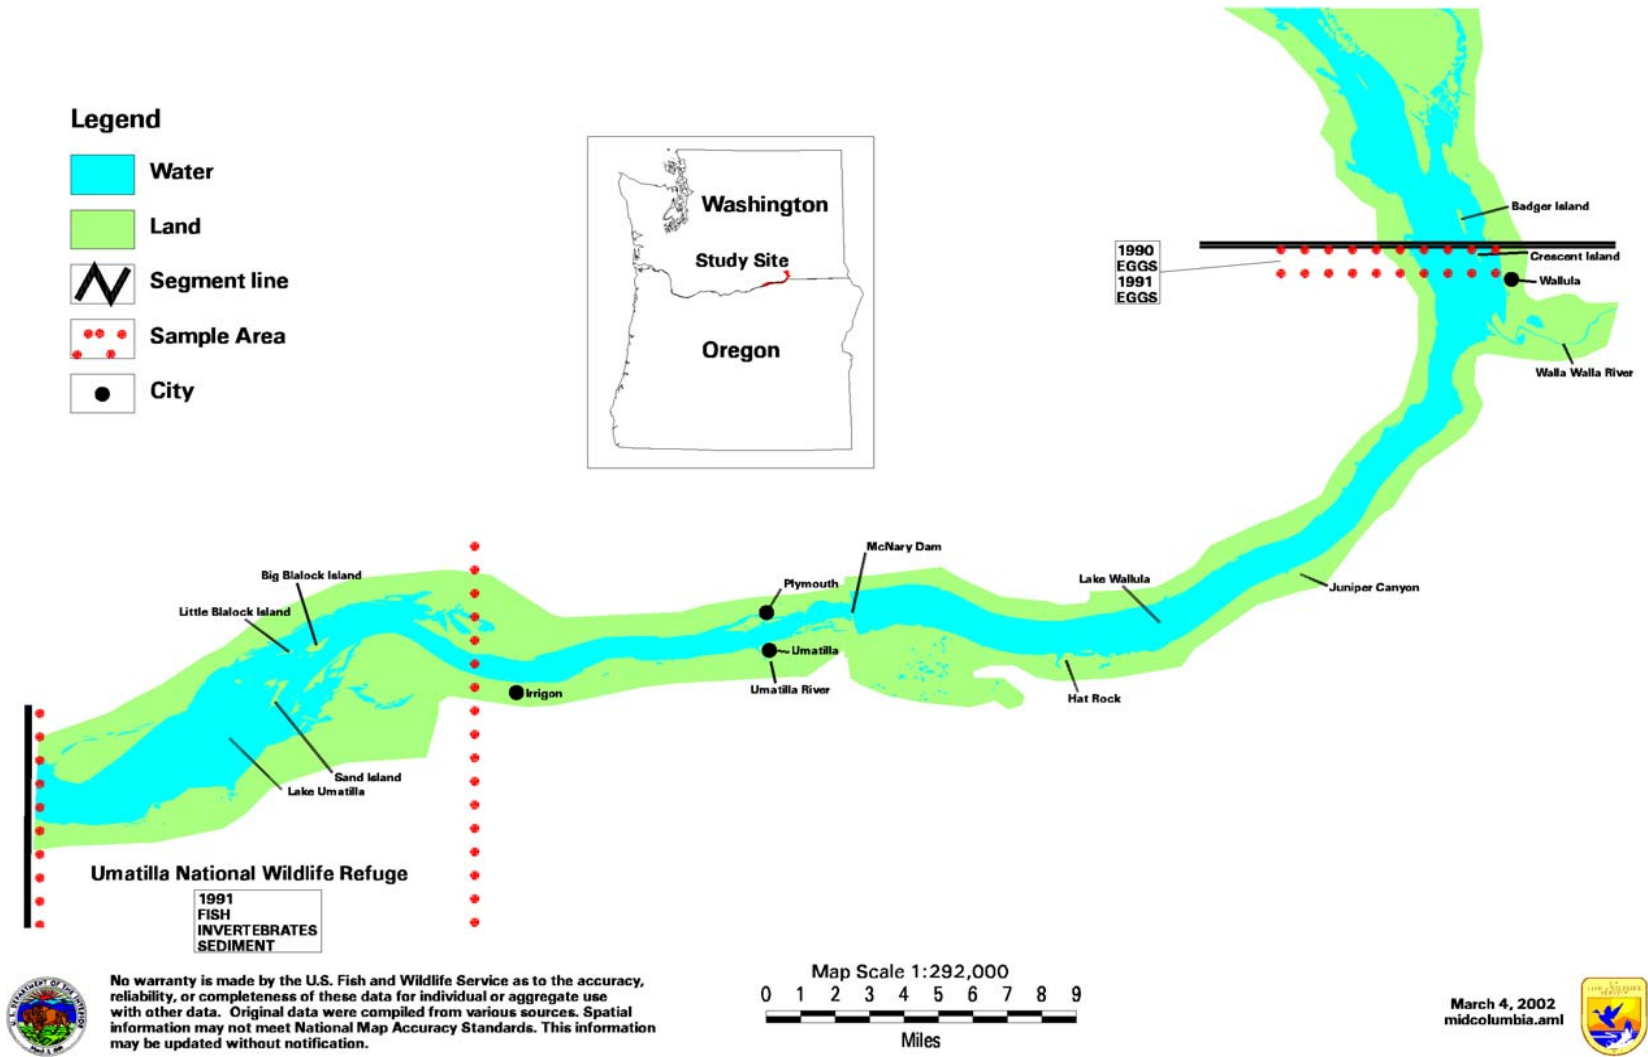 Legend
Water
Land
Segment line
Sample Area
City
Washington
Study Site
Oregon
Badger Island
1990
EGGS
1991
EGGS
Crescent Island
Wallula
Walla Walla River
McNary Dam
Big Blalock Island
Plymouth
Lake Wallula
Juniper Canyon
Little Blalock Island
Umatilla
Umatilla River
Irrigon
Hat Rock
Sand Island
Lake Umatilla
Umatilla National Wildlife Refuge
1991
FISH
INVERTEBRATES
SEDIMENT
No warranty is made by the U.S. Fish and Wildlife Service as to the accuracy,
reliability, or completeness of these data for individual or aggregate use
with other data. Original data were compiled from various sources. Spatial
information may not meet National Map Accuracy Standards. This information
may be updated without notification.
Map Scale 1:292,000
0 1 2 3 4 5 6 7 8 9
Miles
March 4, 2002
midcolumbia.aml